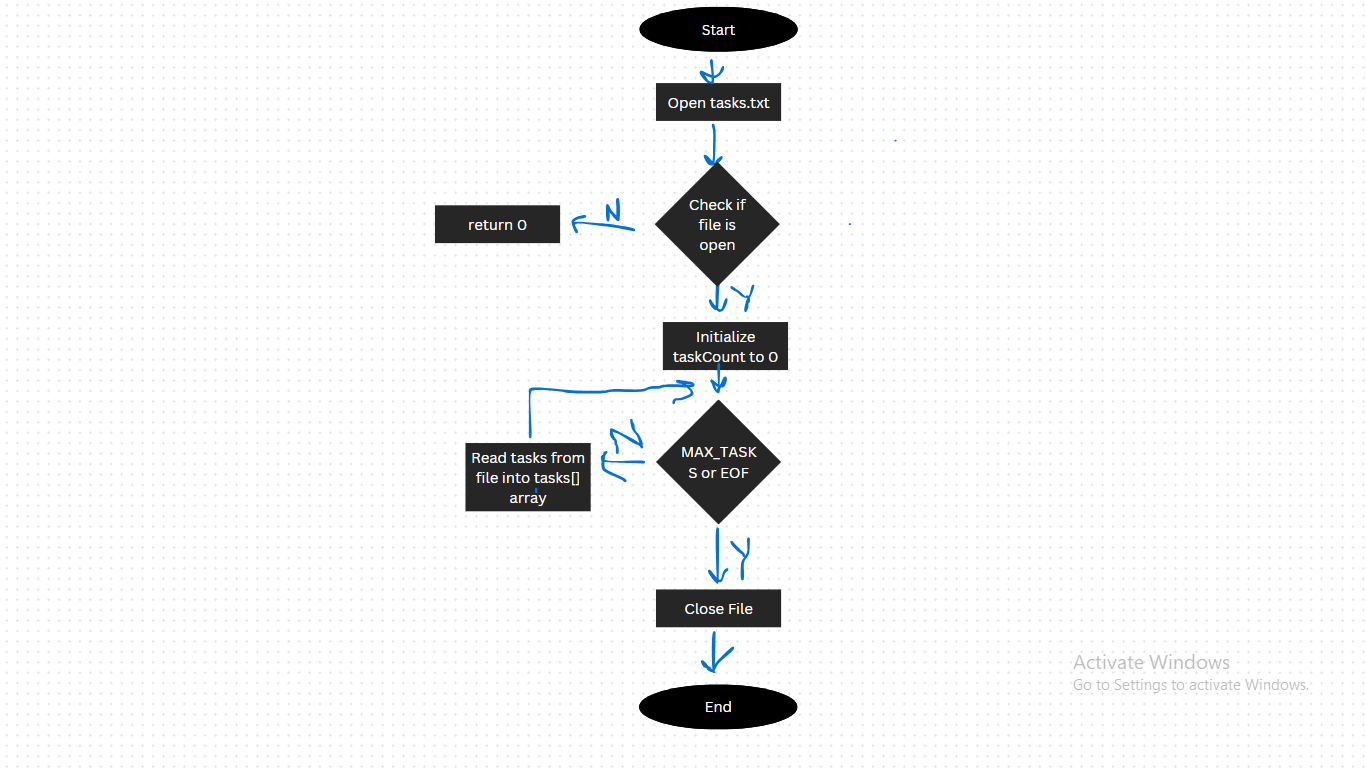 Start
Open tasks.txt
Check if
file is
open
N
return 0
Y
Initialize
taskCount to 0
MAX_TASK
S or EOF
N
Read tasks from
file into tasks[]
array
Y
Close File
End
Activate Windows
Go to Settings to activate Windows.